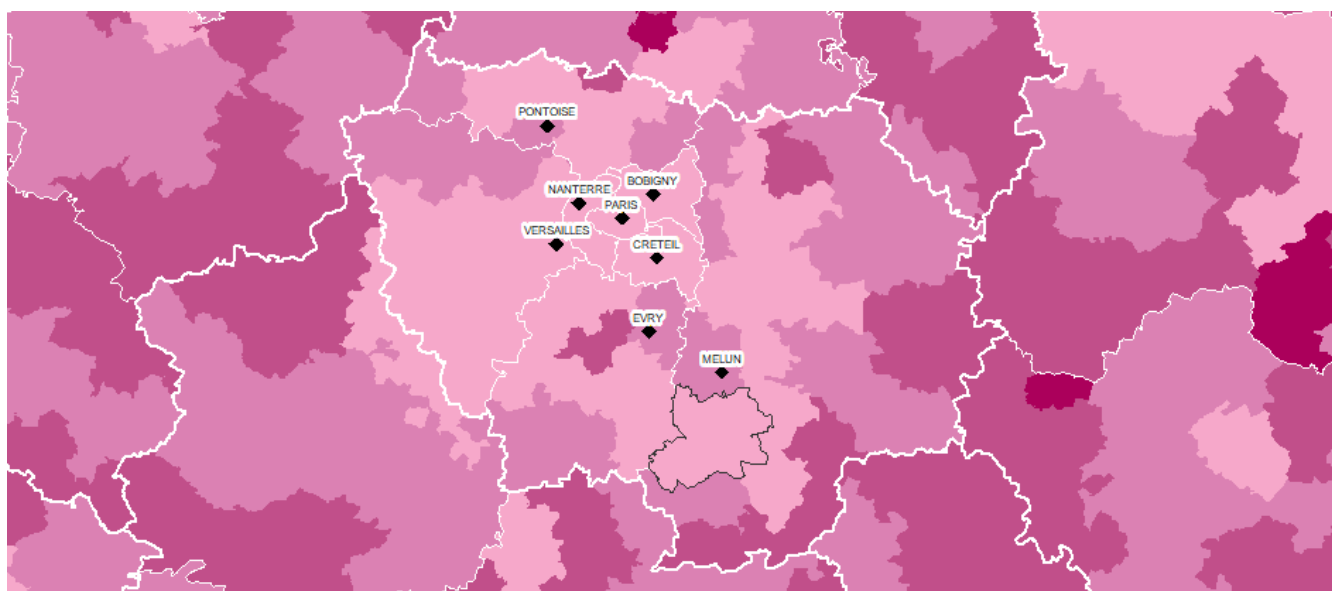 PONTOISE
BOBIGNY
NANTERRE
PARIS
VERSAILLES
CRETEIL
EVRY
MELUN